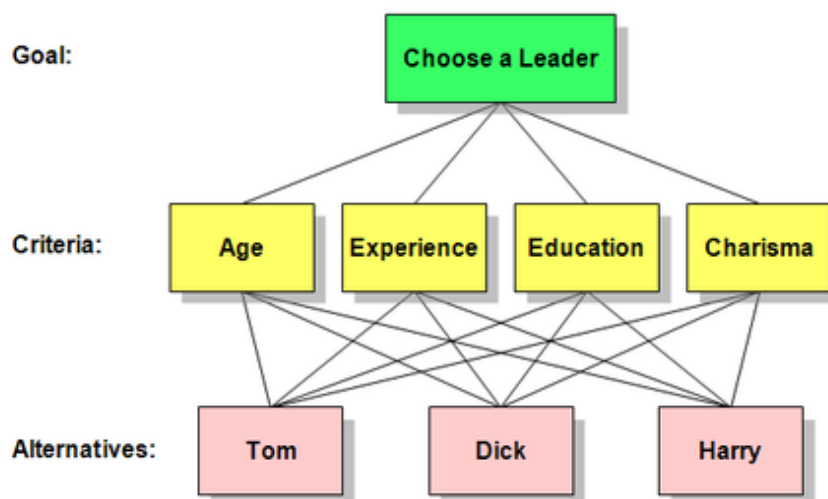 Goal:
Choose a Leader
Criteria:
Age
Experience
Education
Charisma
Alternatives:
Tom
Dick
Harry